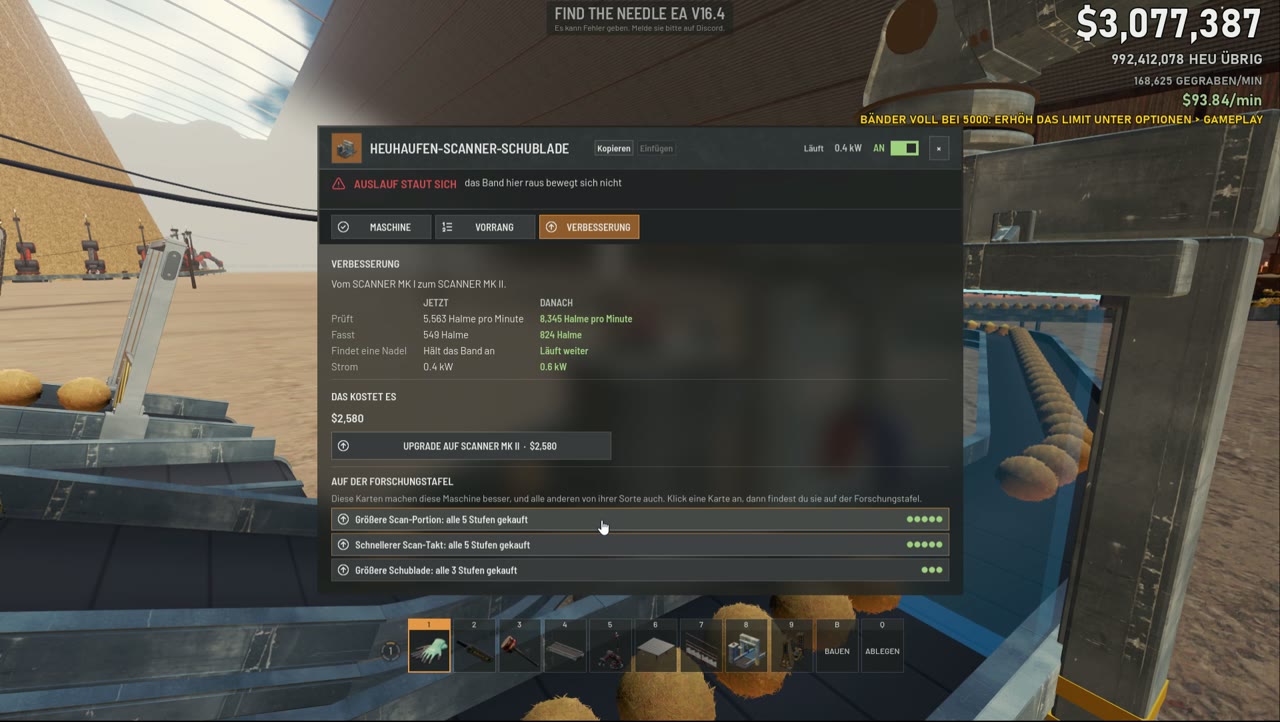 FIND THE NEEDLE EA V16.4
Es kann Fehler geben. Melde sie bitte auf Discord.
$3,077,387
992,412,078 HEU ÜBRIG
168,625 GEGRABEN/MIN
$93.84/min
BÄNDER VOLL BEI 5000: ERHÖH DAS LIMIT UNTER OPTIONEN > GAMEPLAY
HEUHAUFEN-SCANNER-SCHUBLADE Kopieren Einfügen Läuft 0.4 kW AN ×
AUSLAUF STAUT SICH das Band hier raus bewegt sich nicht
MASCHINE VORRANG VERBESSERUNG
VERBESSERUNG
Vom SCANNER MK I zum SCANNER MK II.
JETZT DANACH
Prüft 5,563 Halme pro Minute 8,345 Halme pro Minute
Fasst 549 Halme 824 Halme
Findet eine Nadel Hält das Band an Läuft weiter
Strom 0.4 kW 0.6 kW
DAS KOSTET ES
$2,580
UPGRADE AUF SCANNER MK II · $2,580
AUF DER FORSCHUNGSTAFEL
Diese Karten machen diese Maschine besser, und alle anderen von ihrer Sorte auch. Klick eine Karte an, dann findest du sie auf der Forschungstafel.
Größere Scan-Portion: alle 5 Stufen gekauft
Schnellerer Scan-Takt: alle 5 Stufen gekauft
Größere Schublade: alle 3 Stufen gekauft
1 2 3 4 5 6 7 8 9 B Q
1 BAUEN ABLEGEN